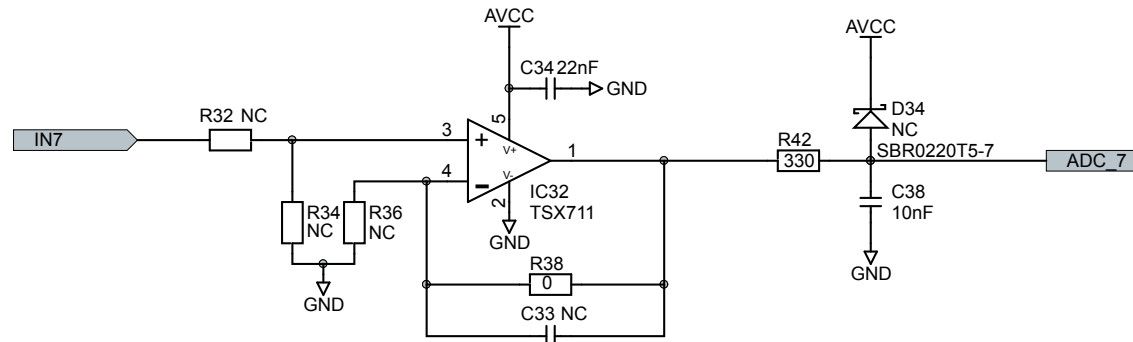 AVCC
AVCC
C34 22nF
GND
R32 NC
IN7
3
5
V+
4
1
V-
2
IC32
TSX711
GND
R34
NC
R36
NC
GND
R38
0
C33 NC
R42
330
D34
NC
SBR0220T5-7
ADC_7
C38
10nF
GND